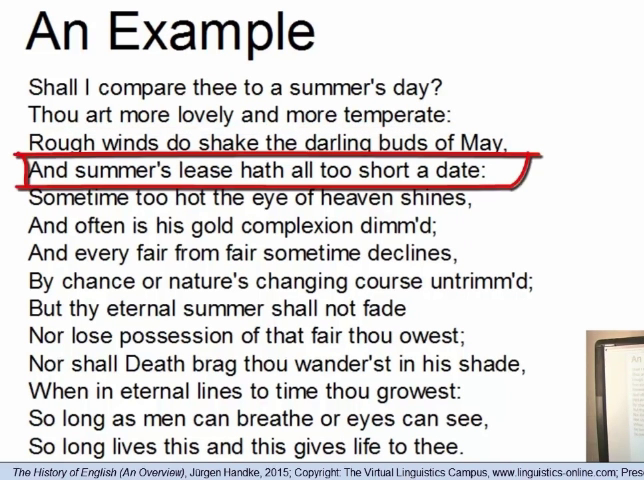 An Example
Shall I compare thee to a summer's day?
Thou art more lovely and more temperate:
Rough winds do shake the darling buds of May,
And summer's lease hath all too short a date:
Sometime too hot the eye of heaven shines,
And often is his gold complexion dimm'd;
And every fair from fair sometime declines,
By chance or nature's changing course untrimm'd;
But thy eternal summer shall not fade
Nor lose possession of that fair thou owest;
Nor shall Death brag thou wander'st in his shade,
When in eternal lines to time thou growest:
So long as men can breathe or eyes can see,
So long lives this and this gives life to thee.
The History of English (An Overview), Jürgen Handke, 2015; Copyright: The Virtual Linguistics Campus, www.linguistics-online.com; Pres